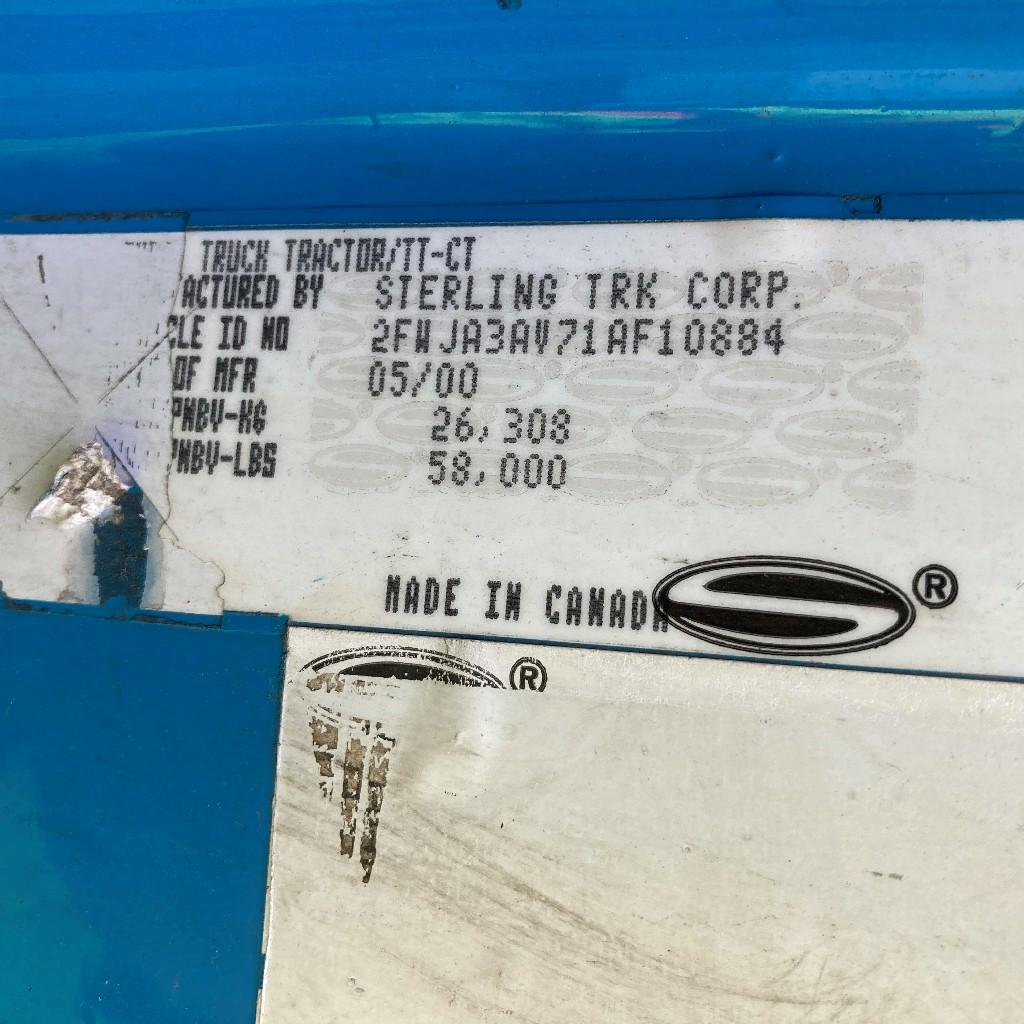 TRUCK TRACTOR/TT-CT
ACTURED BY STERLING TRK CORP.
CLE ID NO 2FWJA3AV71AF10884
OF MFR 05/00
PNBV-KG 26,308
PNBV-LBS 58,000
MADE IN CANADA ®
®